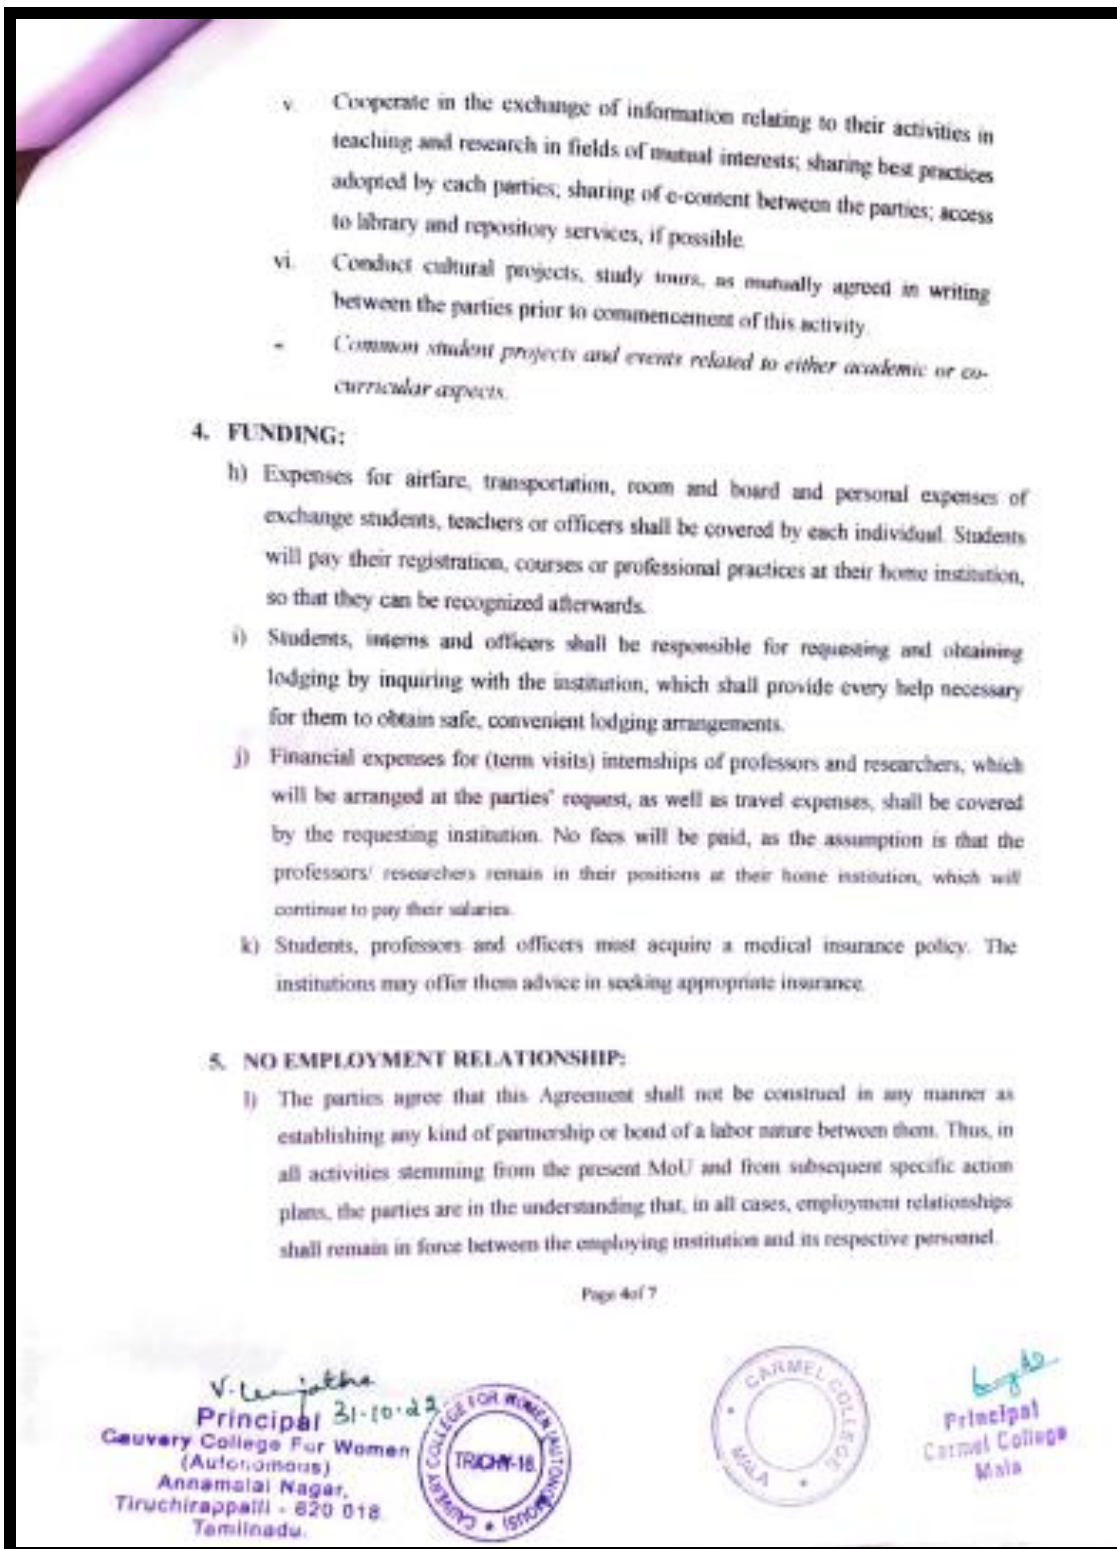 v. Cooperate in the exchange of information relating to their activities in
teaching and research in fields of mutual interests; sharing best practices
adopted by each parties; sharing of e-content between the parties; access
to library and repository services, if possible.
vi. Conduct cultural projects, study tours, as mutually agreed in writing
between the parties prior to commencement of this activity.
- Common student projects and events related to either academic or co-
curricular aspects.
4. FUNDING:
h) Expenses for airfare, transportation, room and board and personal expenses of
exchange students, teachers or officers shall be covered by each individual. Students
will pay their registration, courses or professional practices at their home institution,
so that they can be recognized afterwards.
i) Students, interns and officers shall be responsible for requesting and obtaining
lodging by inquiring with the institution, which shall provide every help necessary
for them to obtain safe, convenient lodging arrangements.
j) Financial expenses for (term visits) internships of professors and researchers, which
will be arranged at the parties' request, as well as travel expenses, shall be covered
by the requesting institution. No fees will be paid, as the assumption is that the
professors/ researchers remain in their positions at their home institution, which will
continue to pay their salaries.
k) Students, professors and officers must acquire a medical insurance policy. The
institutions may offer them advice in seeking appropriate insurance.
5. NO EMPLOYMENT RELATIONSHIP:
l) The parties agree that this Agreement shall not be construed in any manner as
establishing any kind of partnership or bond of a labor nature between them. Thus, in
all activities stemming from the present MoU and from subsequent specific action
plans, the parties are in the understanding that, in all cases, employment relationships
shall remain in force between the employing institution and its respective personnel.
Page 4of 7
31-10-23
Principal
Cauvery College For Women
(Autonomous)
Annamalai Nagar,
Tiruchirappalli - 620 018.
Tamilnadu.
CAUVERY COLLEGE FOR WOMEN (AUTONOMOUS)
TRICHY-18
CARMEL COLLEGE
MALA
Principal
Carmel College
Mala